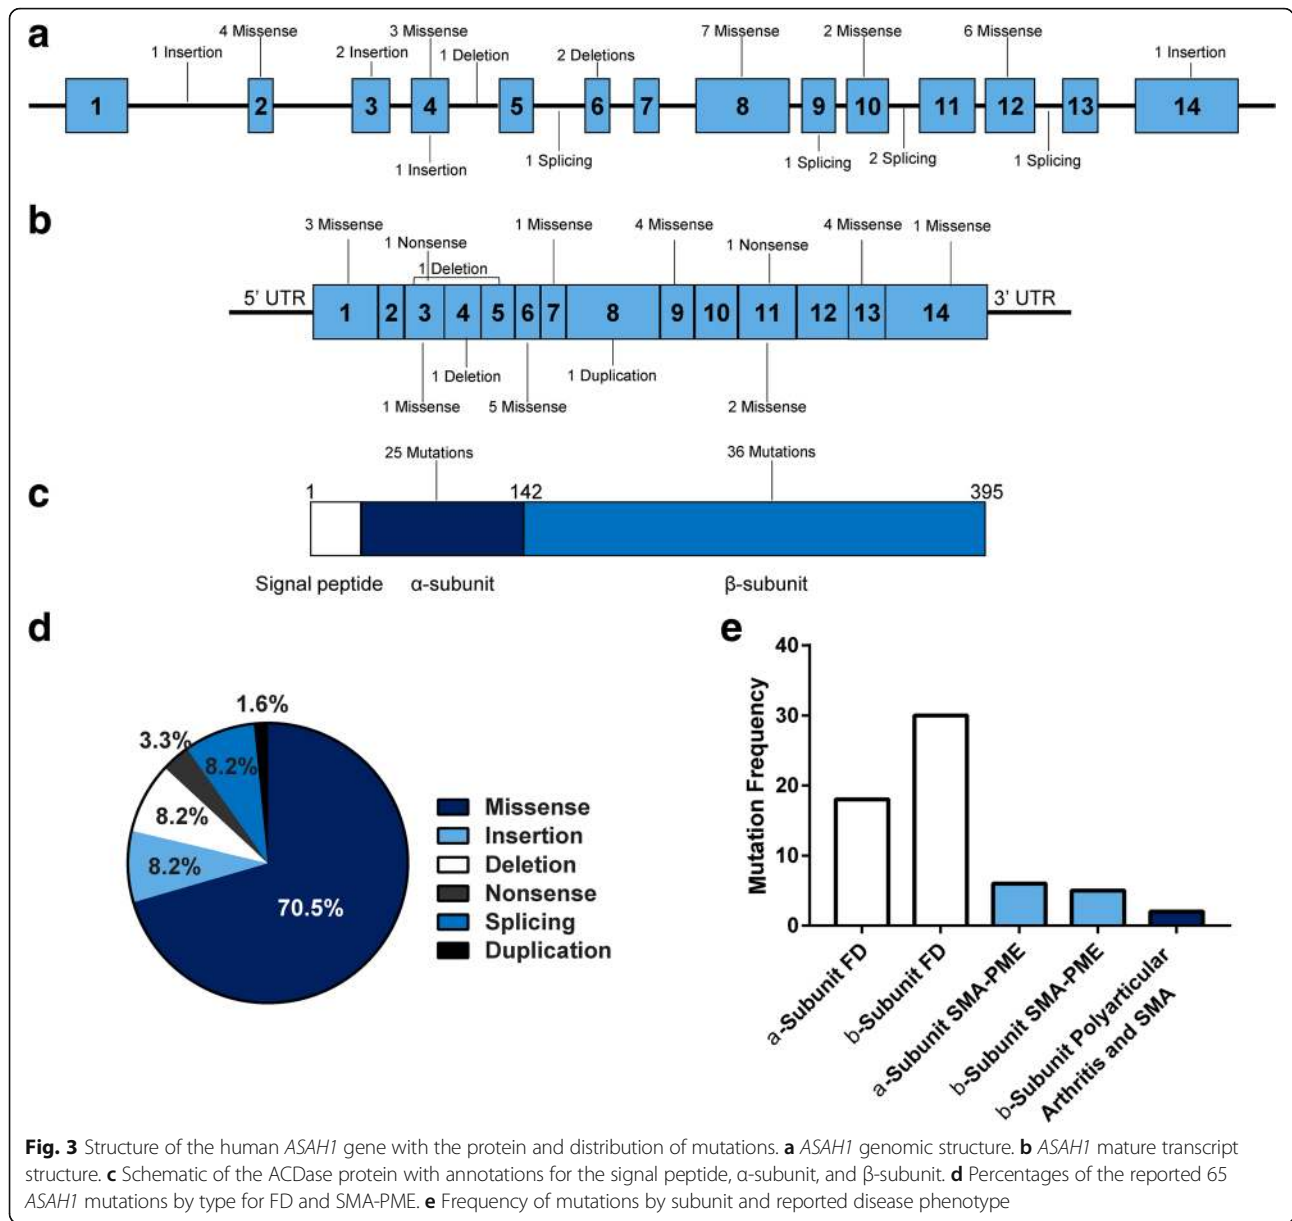 a
4 Missense
1 Insertion
2 Insertion
3 Missense
1 Deletion
2 Deletions
7 Missense
2 Missense
6 Missense
1 Insertion
1 2 3 4 5 6 7 8 9 10 11 12 13 14
1 Insertion
1 Splicing
1 Splicing
2 Splicing
1 Splicing
b
3 Missense
1 Nonsense
1 Deletion
1 Missense
4 Missense
1 Nonsense
4 Missense
1 Missense
5' UTR
1 2 3 4 5 6 7 8 9 10 11 12 13 14
3' UTR
1 Missense
1 Deletion
5 Missense
1 Duplication
2 Missense
c
25 Mutations
36 Mutations
1 142 395
Signal peptide α-subunit β-subunit
d
1.6%
3.3%
8.2%
8.2%
8.2%
70.5%
Missense
Insertion
Deletion
Nonsense
Splicing
Duplication
e
Mutation Frequency
40
30
20
10
0
a-Subunit FD
b-Subunit FD
a-Subunit SMA-PME
b-Subunit SMA-PME
b-Subunit Polyarticular
Arthritis and SMA
Fig. 3 Structure of the human ASAH1 gene with the protein and distribution of mutations. a ASAH1 genomic structure. b ASAH1 mature transcript
structure. c Schematic of the ACDase protein with annotations for the signal peptide, α-subunit, and β-subunit. d Percentages of the reported 65
ASAH1 mutations by type for FD and SMA-PME. e Frequency of mutations by subunit and reported disease phenotype